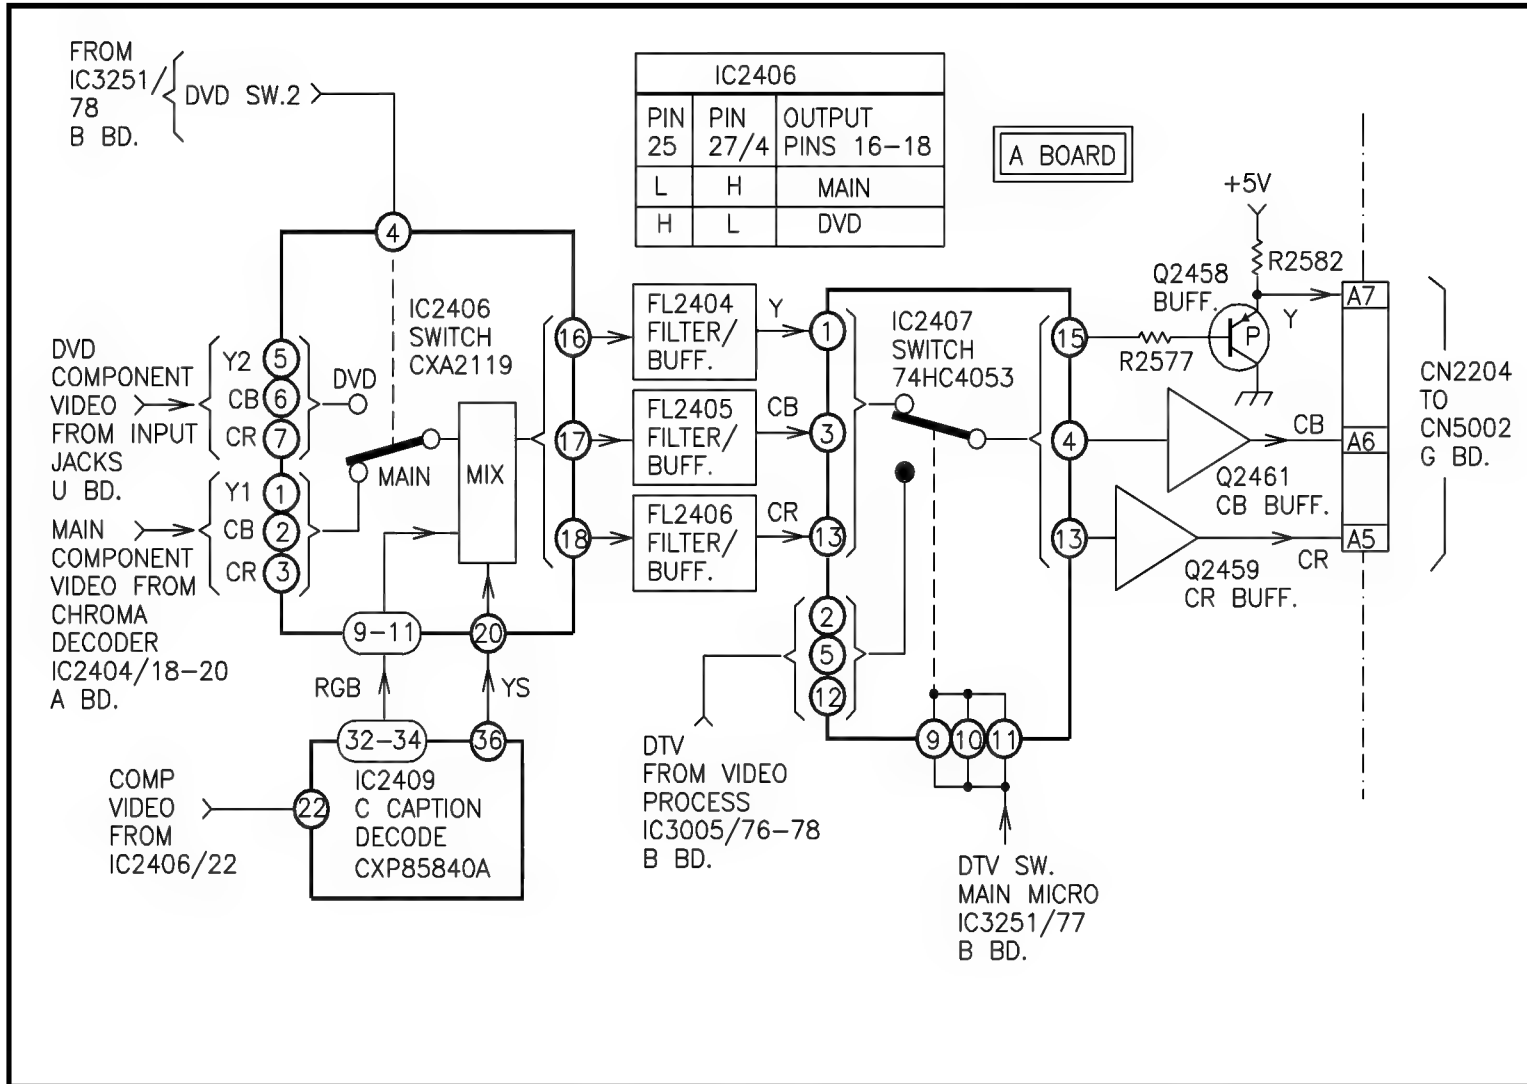 FROM
IC3251/
78
B BD.
DVD SW.2
IC2406
PIN 25
PIN 27/4
OUTPUT PINS 16-18
L H MAIN
H L DVD
A BOARD
+5V
R2582
Q2458
BUFF.
P
Y
A7
4
IC2406
SWITCH
CXA2119
DVD
COMPONENT
VIDEO
FROM INPUT
JACKS
U BD.
Y2 5
CB 6
CR 7
DVD
MAIN
MIX
MAIN
COMPONENT
VIDEO FROM
CHROMA
DECODER
IC2404/18-20
A BD.
Y1 1
CB 2
CR 3
9-11
20
RGB
YS
32-34
36
COMP
VIDEO
FROM
IC2406/22
22
IC2409
C CAPTION
DECODE
CXP85840A
16
17
18
FL2404
FILTER/
BUFF.
Y
FL2405
FILTER/
BUFF.
CB
FL2406
FILTER/
BUFF.
CR
1
3
13
IC2407
SWITCH
74HC4053
2
5
12
9
10
11
DTV
FROM VIDEO
PROCESS
IC3005/76-78
B BD.
DTV SW.
MAIN MICRO
IC3251/77
B BD.
15
R2577
4
13
CB
A6
Q2461
CB BUFF.
CR
A5
Q2459
CR BUFF.
CN2204
TO
CN5002
G BD.